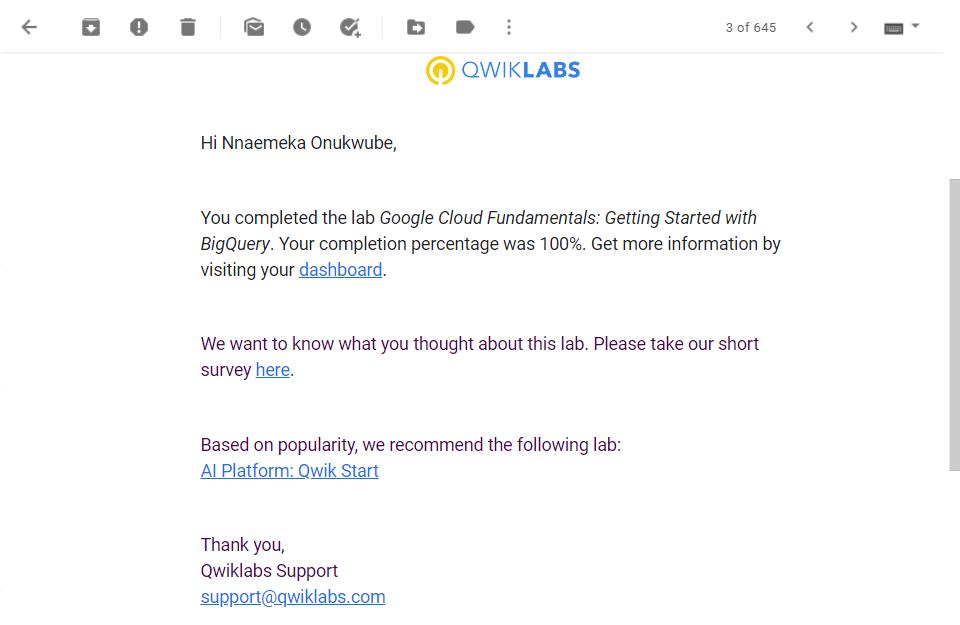 3 of 645
QWIKLABS
Hi Nnaemeka Onukwube,
You completed the lab Google Cloud Fundamentals: Getting Started with
BigQuery. Your completion percentage was 100%. Get more information by
visiting your dashboard.
We want to know what you thought about this lab. Please take our short
survey here.
Based on popularity, we recommend the following lab:
AI Platform: Qwik Start
Thank you,
Qwiklabs Support
support@qwiklabs.com